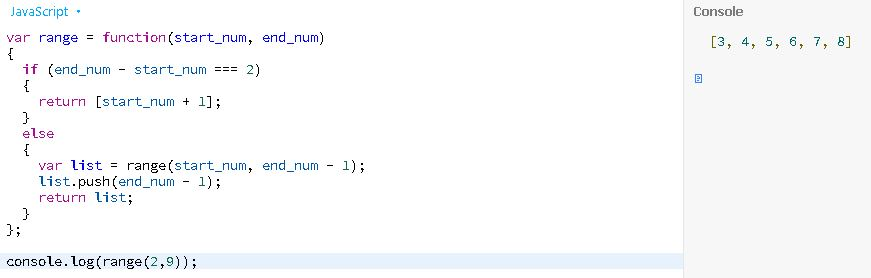 JavaScript
var range = function(start_num, end_num)
{
  if (end_num - start_num === 2)
  {
    return [start_num + 1];
  }
  else
  {
    var list = range(start_num, end_num - 1);
    list.push(end_num - 1);
    return list;
  }
};
console.log(range(2,9));
Console
[3, 4, 5, 6, 7, 8]